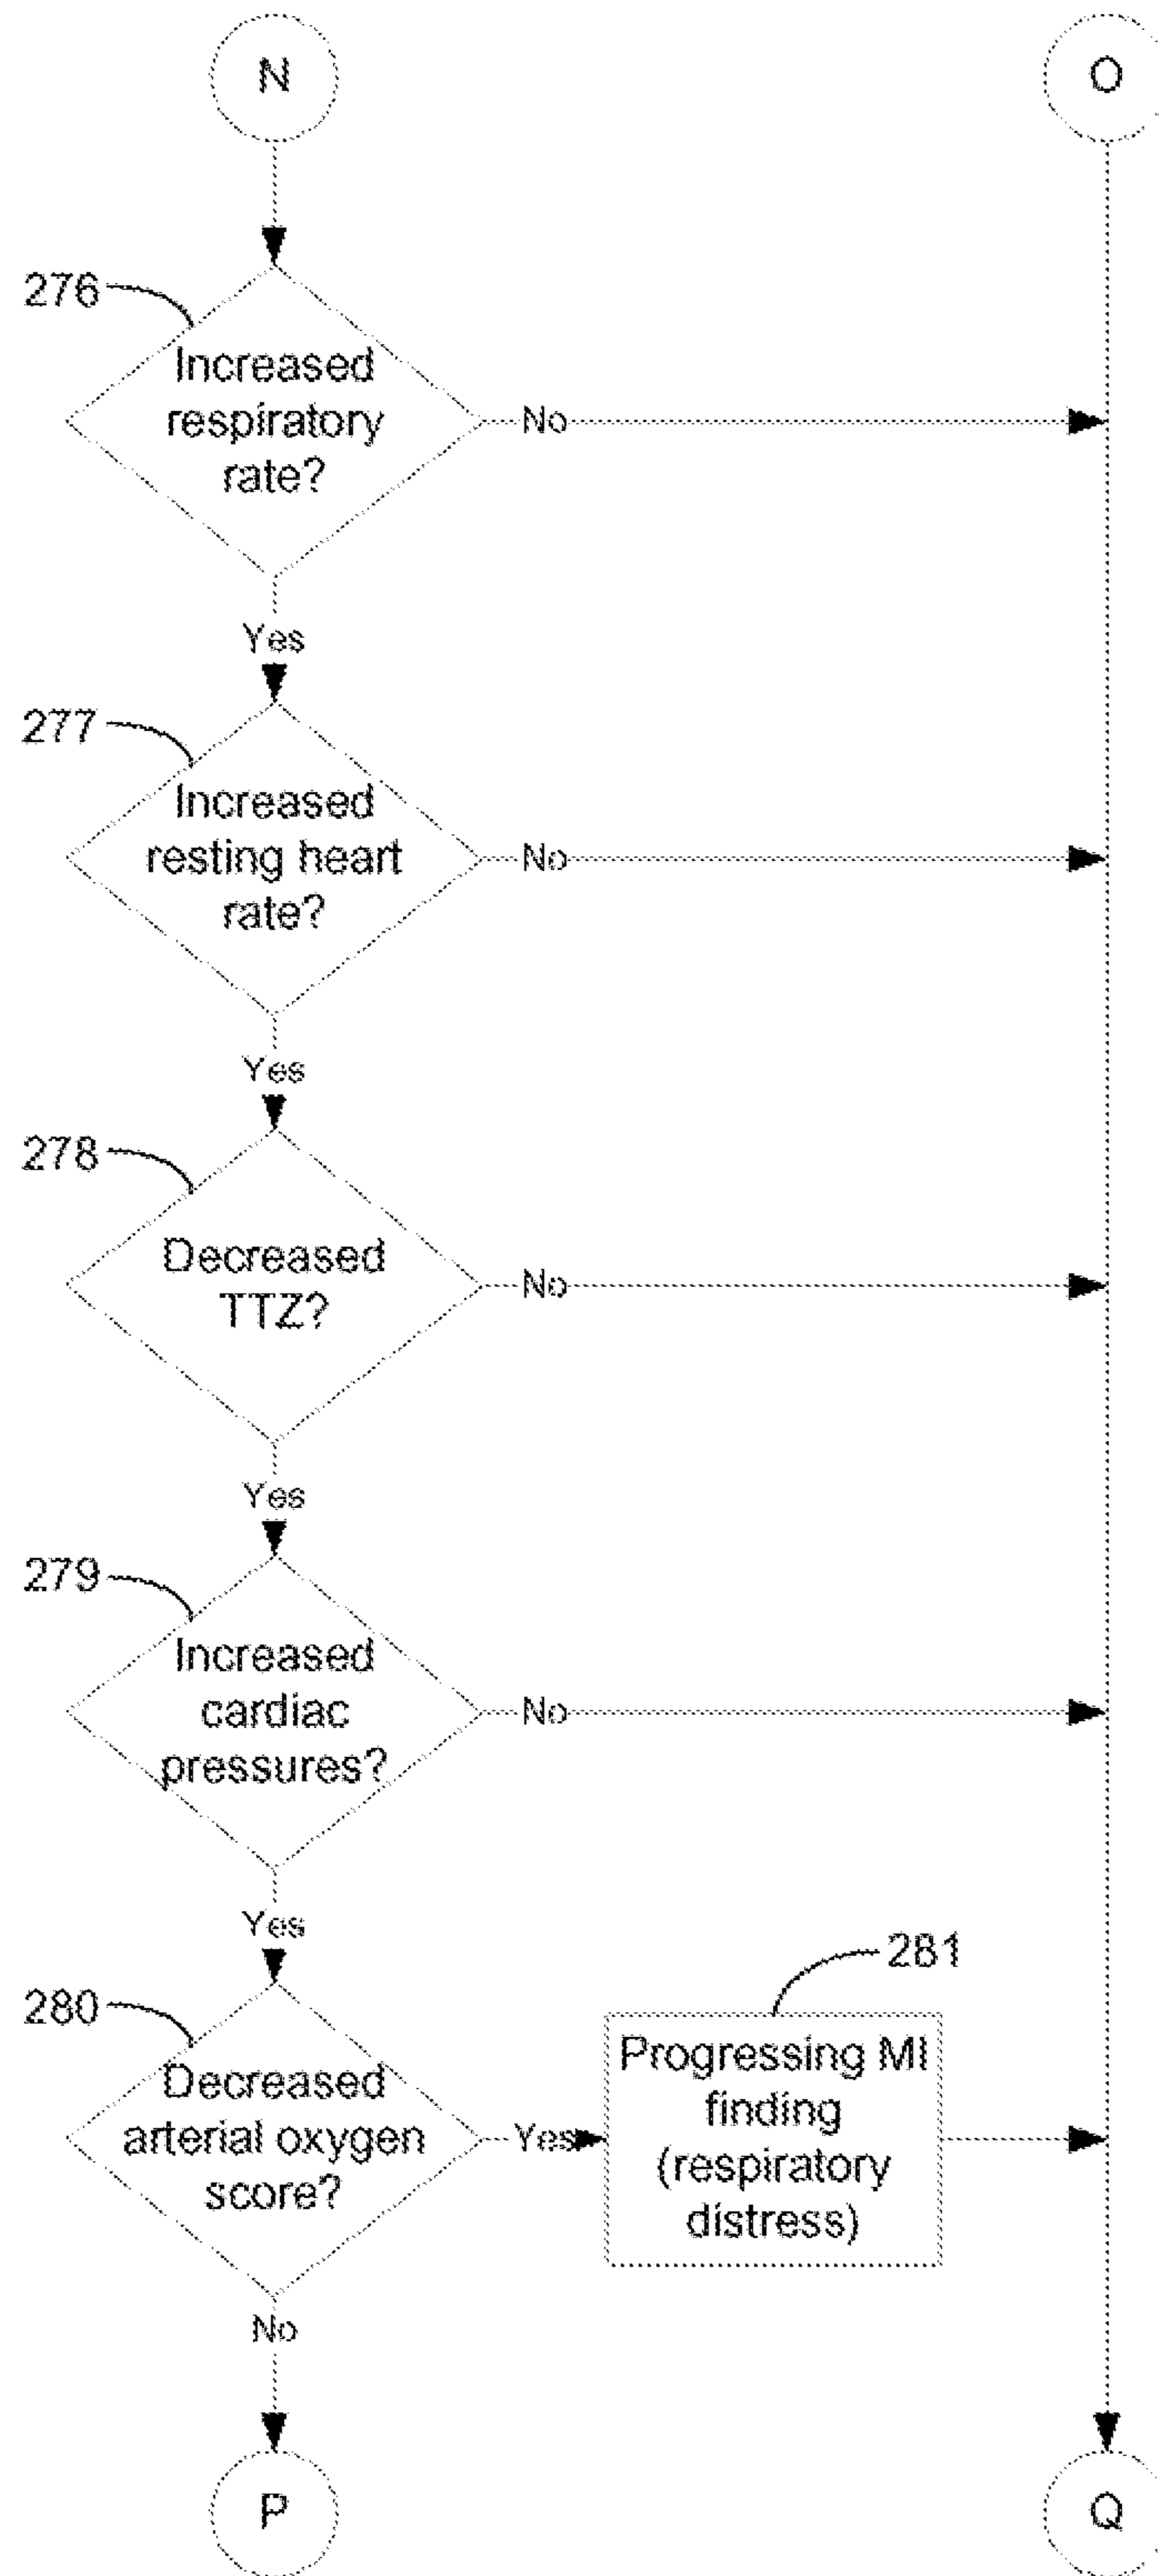 N
O
276
Increased
respiratory
rate?
No
Yes
277
Increased
resting heart
rate?
No
Yes
278
Decreased
TTZ?
No
Yes
279
Increased
cardiac
pressures?
No
Yes
280
Decreased
arterial oxygen
score?
Yes
281
Progressing MI
finding
(respiratory
distress)
No
P
Q